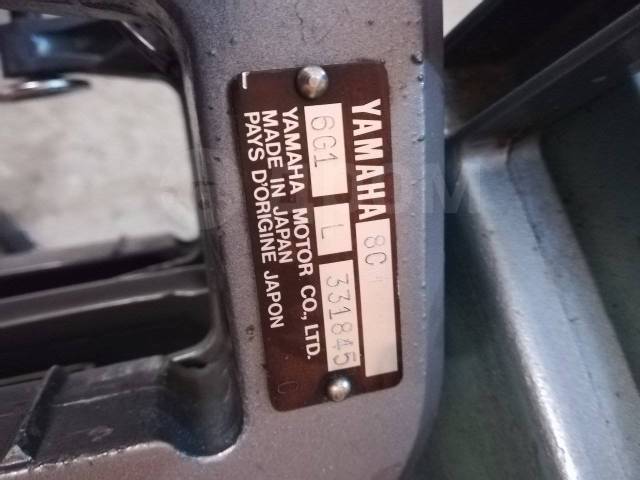 YAMAHA 8C
6G1 L 331845
YAMAHA MOTOR CO., LTD.
MADE IN JAPAN
PAYS D'ORIGINE JAPON